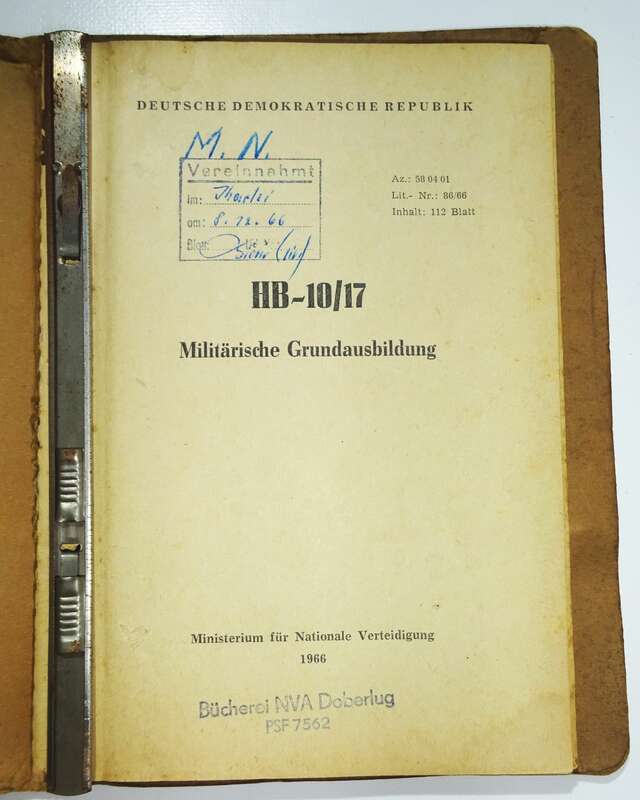 DEUTSCHE DEMOKRATISCHE REPUBLIK
M. N.
Vereinnahmt
im:
am: 8. 12. 66
Az.: 58 04 01
Lit.- Nr.: 86/66
Inhalt: 112 Blatt
HB-10/17
Militärische Grundausbildung
Ministerium für Nationale Verteidigung
1966
Bücherei NVA Doberlug
PSF 7562